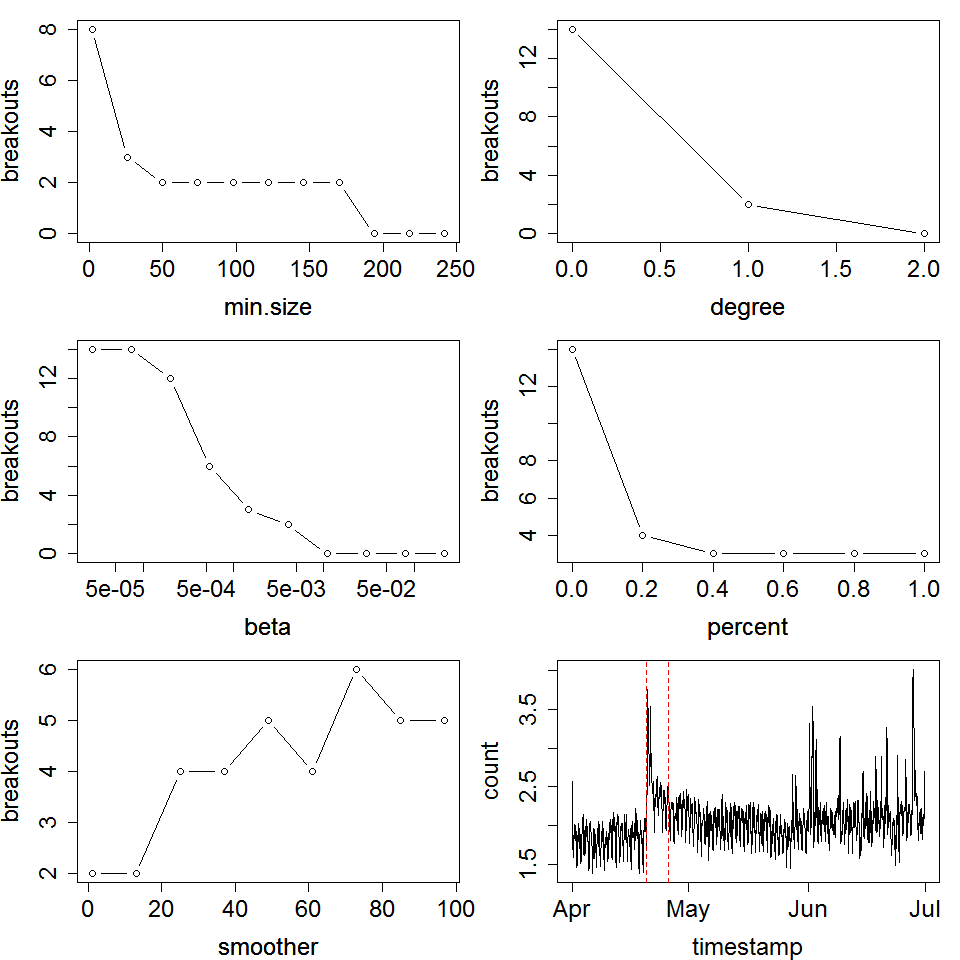 breakouts
8
6
4
2
0
0 50 100 150 200 250
min.size
breakouts
12
8
4
0
0.0 0.5 1.0 1.5 2.0
degree
breakouts
12
8
4
0
5e-05 5e-04 5e-03 5e-02
beta
breakouts
12
8
6
4
0.0 0.2 0.4 0.6 0.8 1.0
percent
breakouts
6
5
4
3
2
0 20 40 60 80 100
smoother
count
3.5
2.5
1.5
Apr May Jun Jul
timestamp